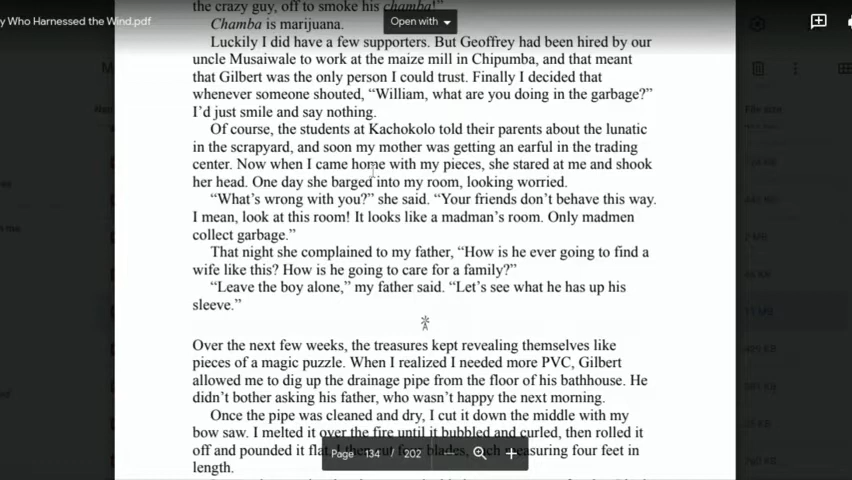 the crazy guy, off to smoke his chamba!"
y Who Harnessed the Wind.pdf
Open with
Chamba is marijuana.
Luckily I did have a few supporters. But Geoffrey had been hired by our
uncle Musaiwale to work at the maize mill in Chipumba, and that meant
that Gilbert was the only person I could trust. Finally I decided that
whenever someone shouted, “William, what are you doing in the garbage?”
I’d just smile and say nothing.
Of course, the students at Kachokolo told their parents about the lunatic
in the scrapyard, and soon my mother was getting an earful in the trading
center. Now when I came home with my pieces, she stared at me and shook
her head. One day she barged into my room, looking worried.
“What’s wrong with you?” she said. “Your friends don’t behave this way.
I mean, look at this room! It looks like a madman’s room. Only madmen
collect garbage.”
That night she complained to my father, “How is he ever going to find a
wife like this? How is he going to care for a family?”
“Leave the boy alone,” my father said. “Let’s see what he has up his
sleeve.”
Over the next few weeks, the treasures kept revealing themselves like
pieces of a magic puzzle. When I realized I needed more PVC, Gilbert
allowed me to dig up the drainage pipe from the floor of his bathhouse. He
didn’t bother asking his father, who wasn’t happy the next morning.
Once the pipe was cleaned and dry, I cut it down the middle with my
bow saw. I melted it over the fire until it bubbled and curled, then rolled it
off and pounded it flat. blades, measuring four feet in
length.
Page 134 / 202
File size